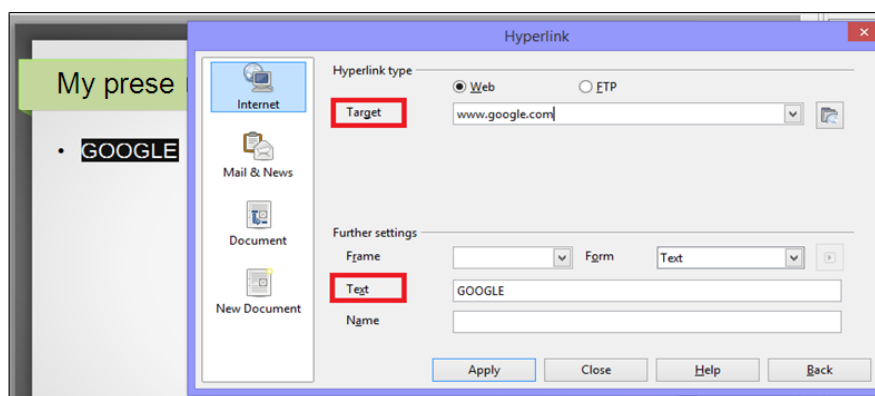 Hyperlink
My prese
• GOOGLE
Internet
Mail & News
Document
New Document
Hyperlink type
Web FTP
Target www.google.com
Further settings
Frame Form Text
Text GOOGLE
Name
Apply Close Help Back